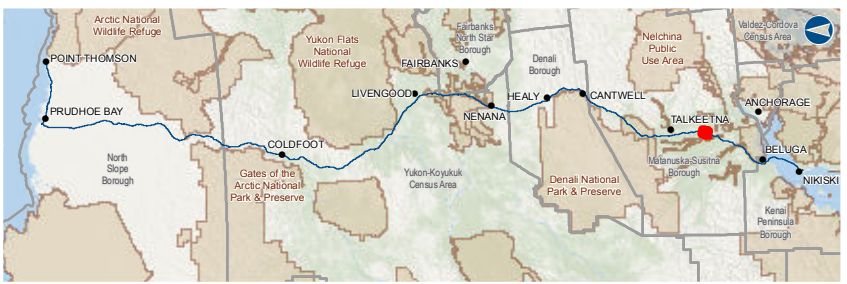 Arctic National
Wildlife Refuge
POINT THOMSON
PRUDHOE BAY
North
Slope
Borough
COLDFOOT
Gates of the
Arctic National
Park & Preserve
Yukon Flats
National
Wildlife Refuge
LIVENGOOD
Yukon-Koyukuk
Census Area
Fairbanks
North Star
Borough
FAIRBANKS
NENANA
Denali
Borough
HEALY
CANTWELL
Denali National
Park & Preserve
Nelchina
Public
Use Area
TALKEETNA
Matanuska-Susitna
Borough
Valdez-Cordova
Census Area
ANCHORAGE
BELUGA
NIKISKI
Kenai
Peninsula
Borough